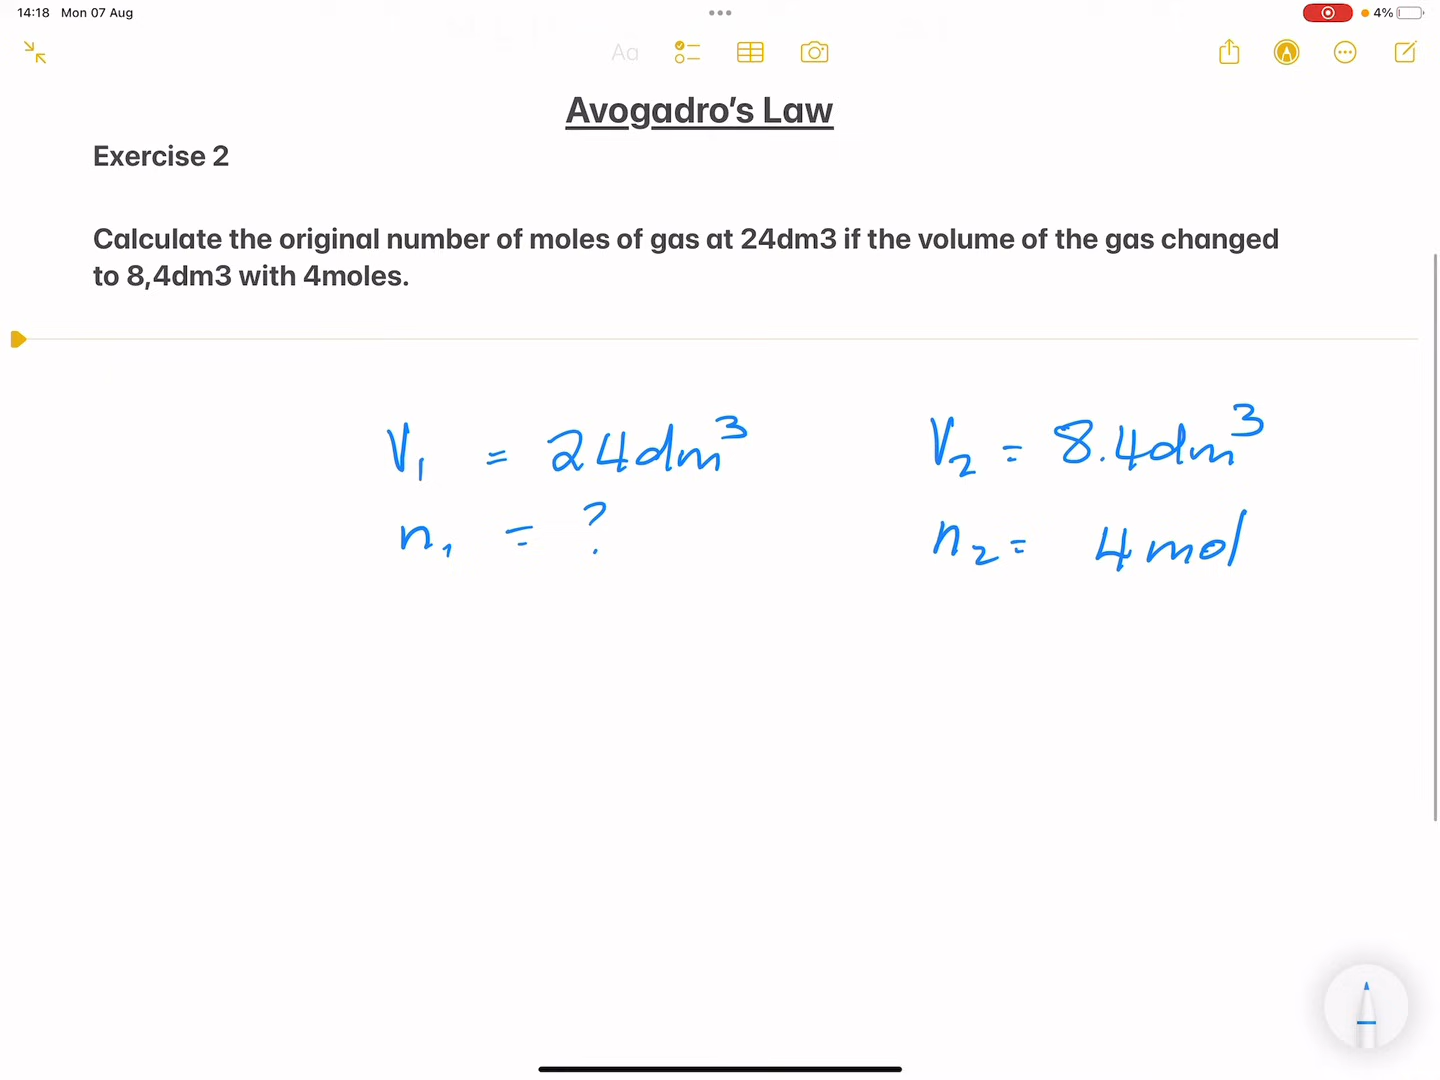 14:18 Mon 07 Aug
4%
Aa
Avogadro's Law
Exercise 2
Calculate the original number of moles of gas at 24dm3 if the volume of the gas changed
to 8,4dm3 with 4moles.
V₁ = 24dm³ V₂ = 8.4dm³
n₁ = ? n₂ = 4mol